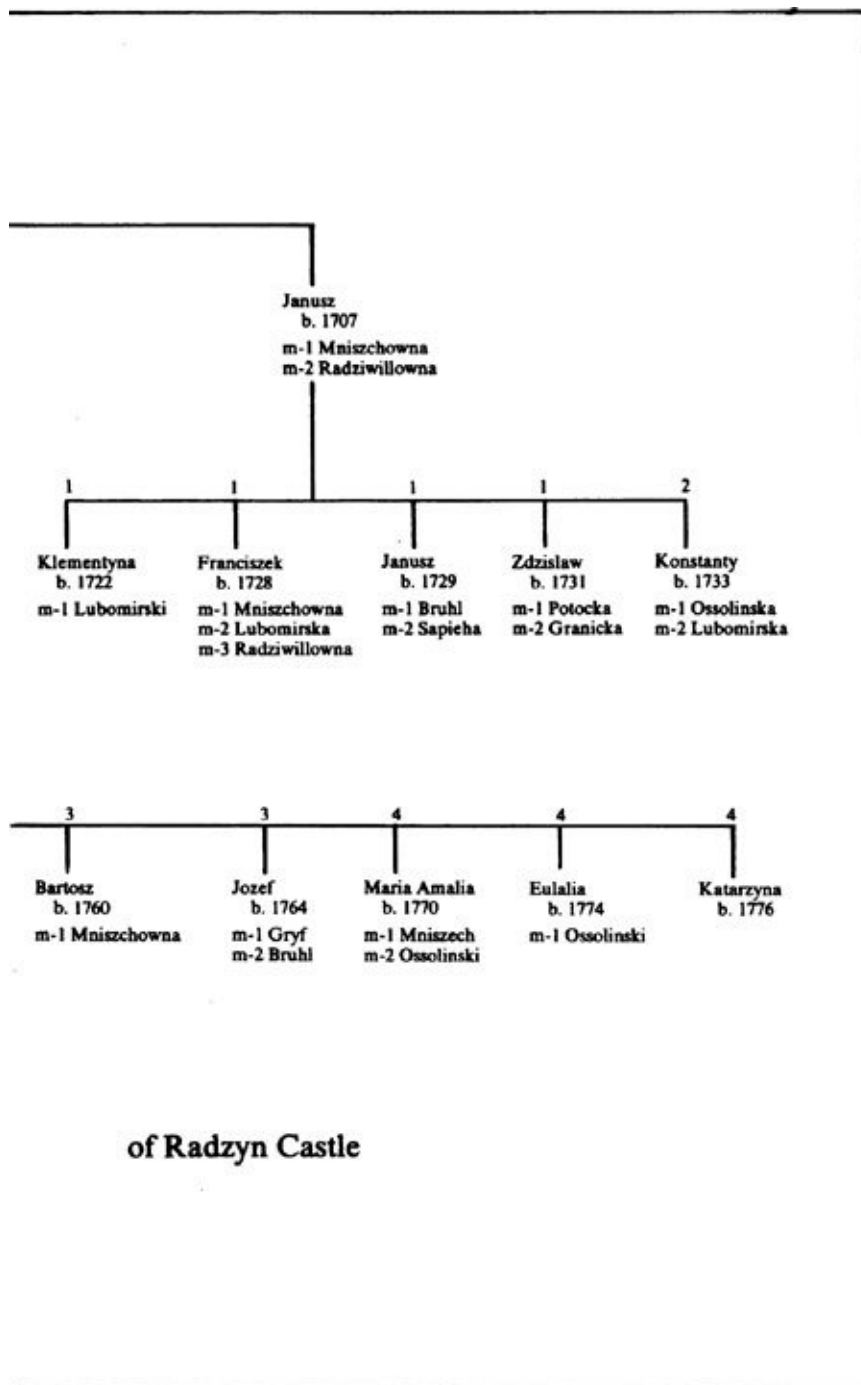 Janusz
b. 1707
m-1 Mniszchowna
m-2 Radziwillowna
1 1 1 1 2
Klementyna
b. 1722
m-1 Lubomirski
Franciszek
b. 1728
m-1 Mniszchowna
m-2 Lubomirska
m-3 Radziwillowna
Janusz
b. 1729
m-1 Bruhl
m-2 Sapieha
Zdzislaw
b. 1731
m-1 Potocka
m-2 Granicka
Konstanty
b. 1733
m-1 Ossolinska
m-2 Lubomirska
3 3 4 4 4
Bartosz
b. 1760
m-1 Mniszchowna
Jozef
b. 1764
m-1 Gryf
m-2 Bruhl
Maria Amalia
b. 1770
m-1 Mniszech
m-2 Ossolinski
Eulalia
b. 1774
m-1 Ossolinski
Katarzyna
b. 1776
of Radzyn Castle